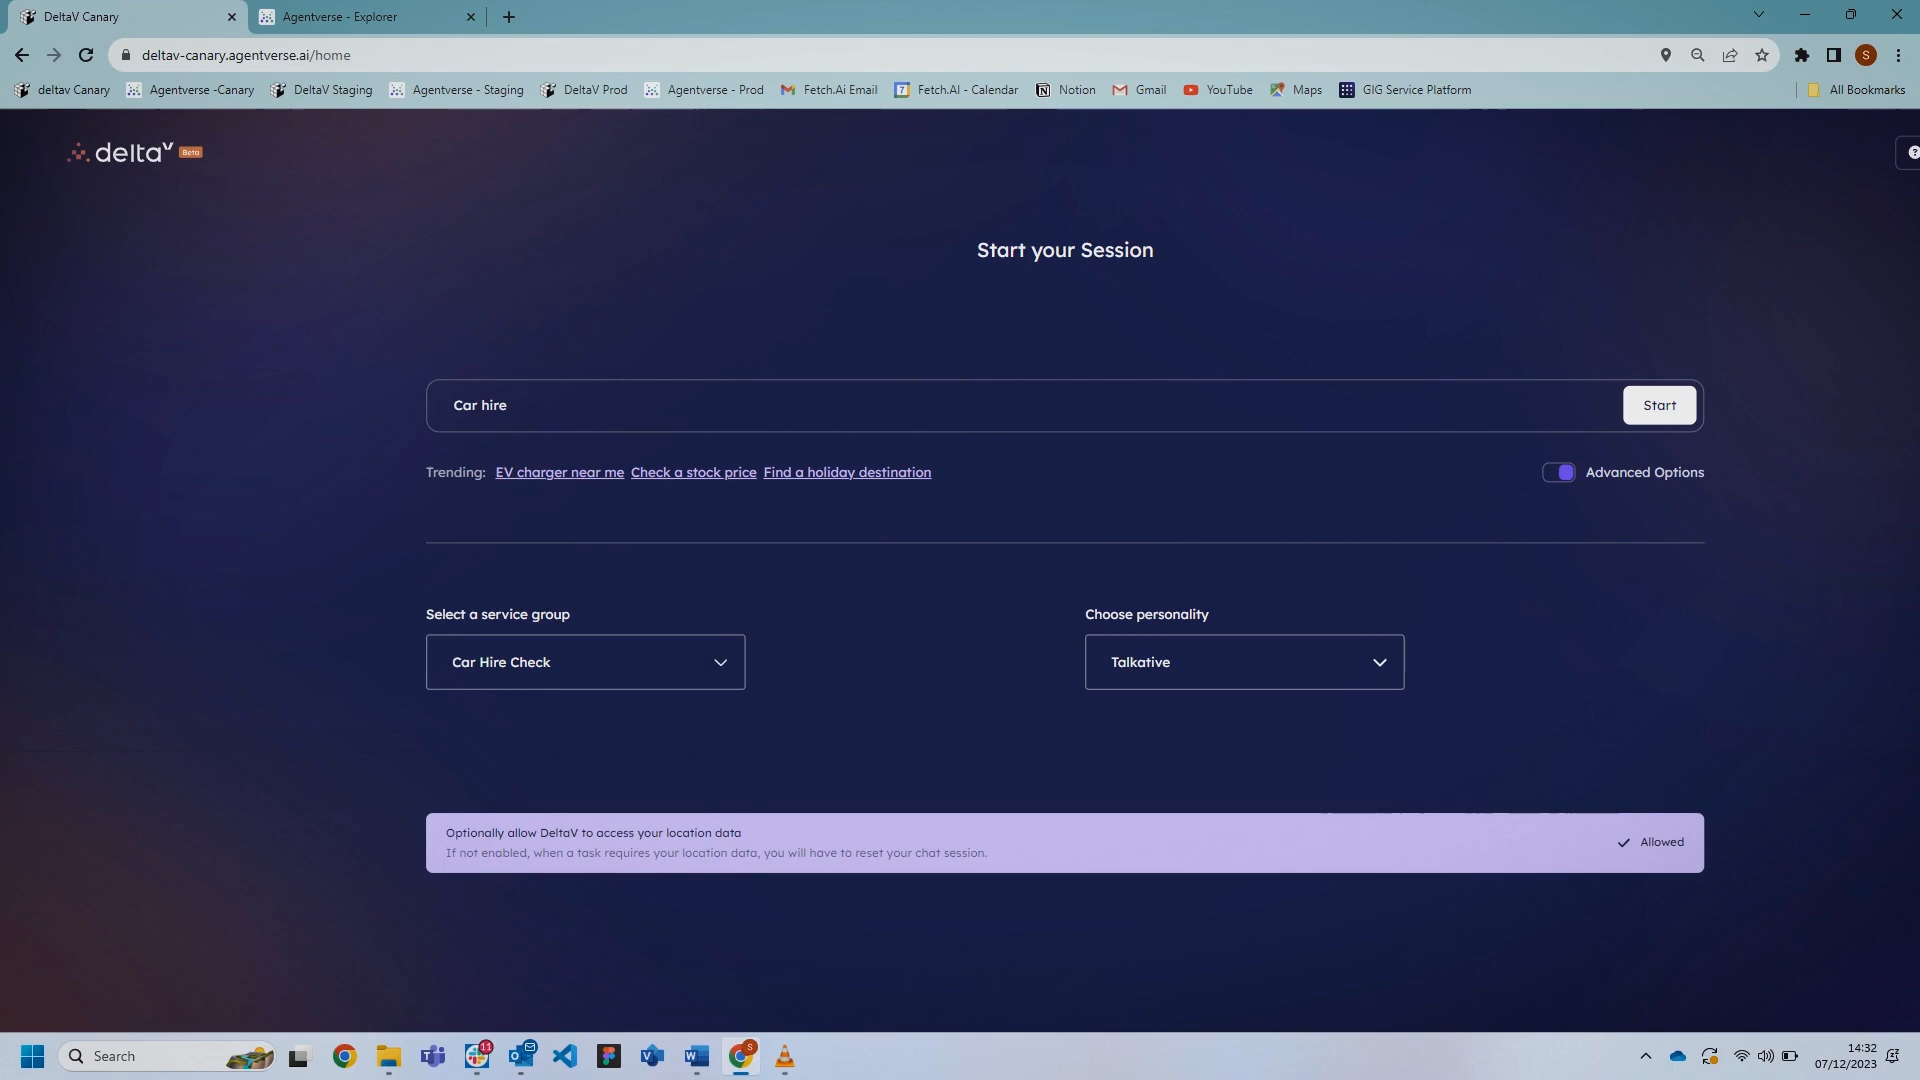 DeltaV Canary
Agentverse - Explorer
deltav-canary.agentverse.ai/home
S
deltav Canary
Agentverse -Canary
DeltaV Staging
Agentverse - Staging
DeltaV Prod
Agentverse - Prod
Fetch.Ai Email
7
Fetch.AI - Calendar
Notion
Gmail
YouTube
Maps
GIG Service Platform
All Bookmarks
deltaV Beta
?
Start your Session
Car hire
Start
Trending: EV charger near me Check a stock price Find a holiday destination
Advanced Options
Select a service group
Choose personality
Car Hire Check
Talkative
Optionally allow DeltaV to access your location data
If not enabled, when a task requires your location data, you will have to reset your chat session.
Allowed
Search
11
S
14:32
07/12/2023